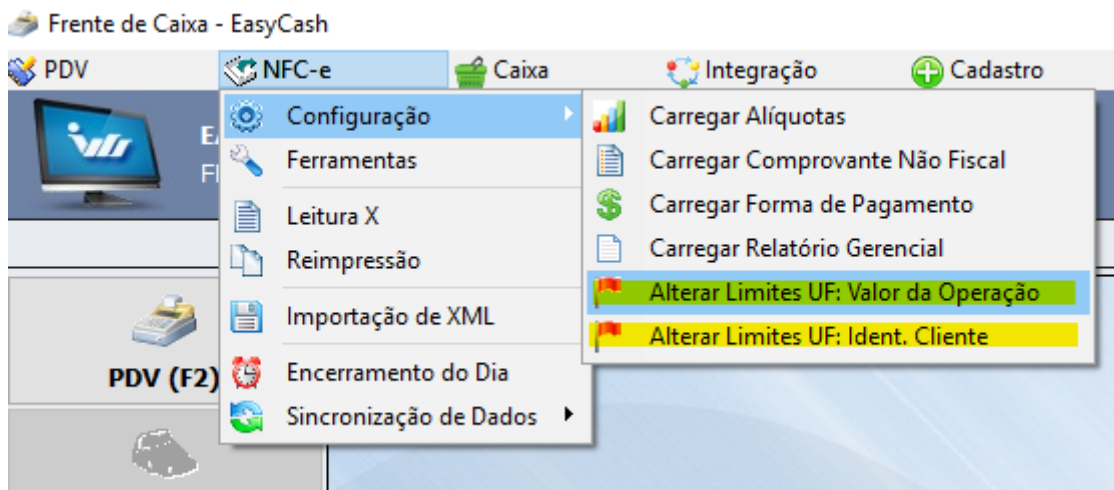 Frente de Caixa - EasyCash
PDV NFC-e Caixa Integração Cadastro
Configuração
Ferramentas
Leitura X
Reimpressão
Importação de XML
Encerramento do Dia
Sincronização de Dados
Carregar Alíquotas
Carregar Comprovante Não Fiscal
Carregar Forma de Pagamento
Carregar Relatório Gerencial
Alterar Limites UF: Valor da Operação
Alterar Limites UF: Ident. Cliente
PDV (F2)